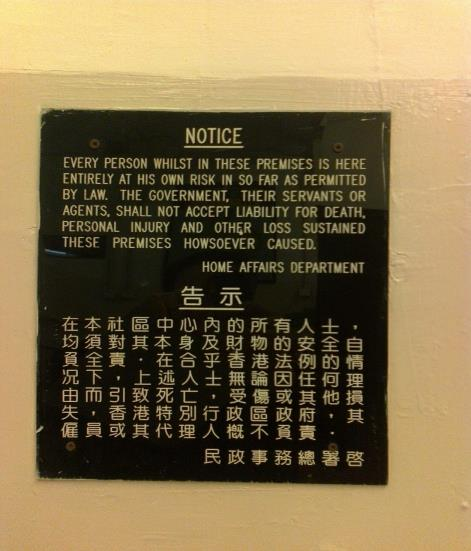 NOTICE
EVERY PERSON WHILST IN THESE PREMISES IS HERE
ENTIRELY AT HIS OWN RISK IN SO FAR AS PERMITTED
BY LAW. THE GOVERNMENT, THEIR SERVANTS OR
AGENTS, SHALL NOT ACCEPT LIABILITY FOR DEATH,
PERSONAL INJURY AND OTHER LOSS SUSTAINED
THESE PREMISES HOWSOEVER CAUSED.
HOME AFFAIRS DEPARTMENT
告示
在本社區中心內的所有人士，
均須對其本身及財物的安全自
負全責．在合乎香港法例的情
況下，上述人士無論因任何理
由而引致死亡，受傷或其他損
失，香港特別行政區政府，其
僱員或其代理人慨不負責．
民政事務總署啓